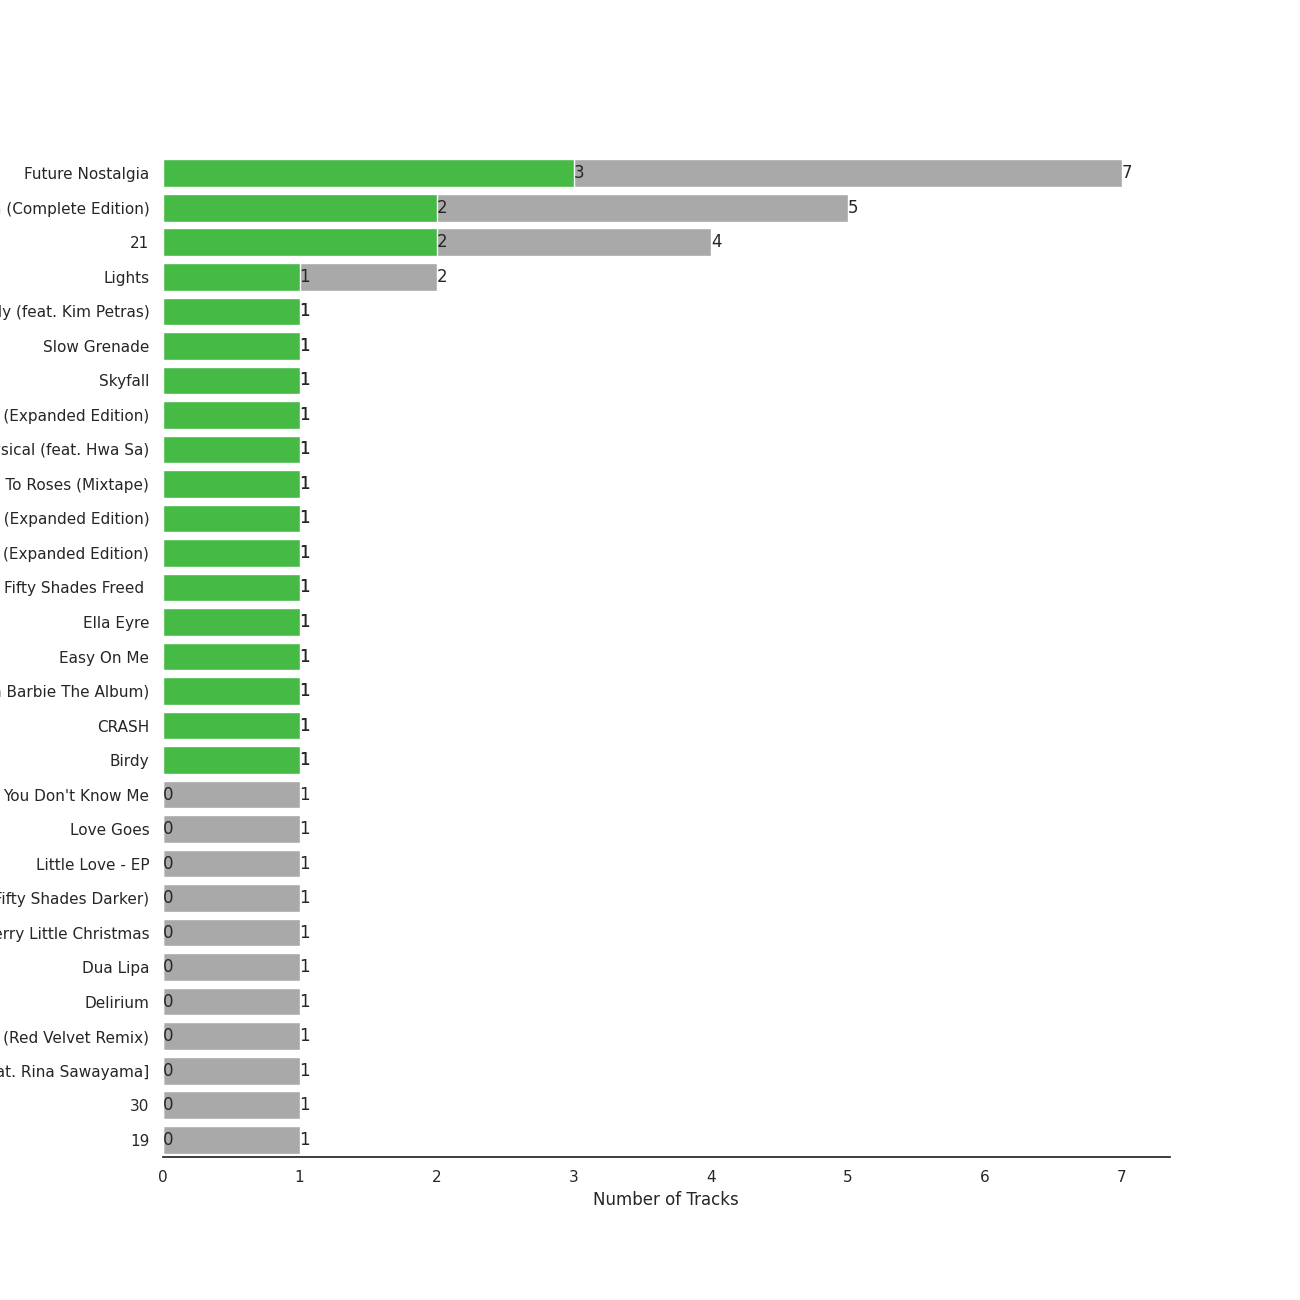 Future Nostalgia 3 7
(Complete Edition) 2 5
21 2 4
Lights 1 2
(feat. Kim Petras) 1
Slow Grenade 1
Skyfall 1
(Expanded Edition) 1
(feat. Hwa Sa) 1
To Roses (Mixtape) 1
(Expanded Edition) 1
(Expanded Edition) 1
Fifty Shades Freed 1
Ella Eyre 1
Easy On Me 1
Barbie The Album) 1
CRASH 1
Birdy 1
You Don't Know Me 0 1
Love Goes 0 1
Little Love - EP 0 1
Fifty Shades Darker) 0 1
Little Christmas 0 1
Dua Lipa 0 1
Delirium 0 1
(Red Velvet Remix) 0 1
Rina Sawayama] 0 1
30 0 1
19 0 1
0 1 2 3 4 5 6 7
Number of Tracks